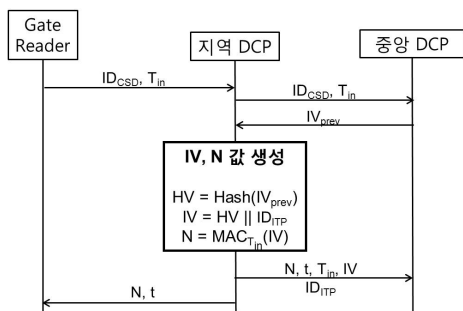 Gate
Reader
지역 DCP
중앙 DCP
ID_CSD, T_in
ID_CSD, T_in
IV_prev
IV, N 값 생성
HV = Hash(IV_prev)
IV = HV || ID_ITP
N = MAC_T_in(IV)
N, t, T_in, IV
ID_ITP
N, t